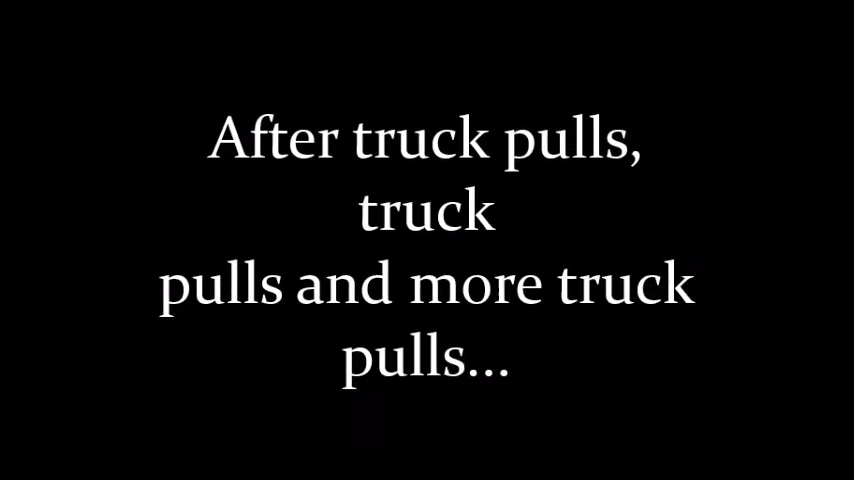 After truck pulls,
truck
pulls and more truck
pulls...